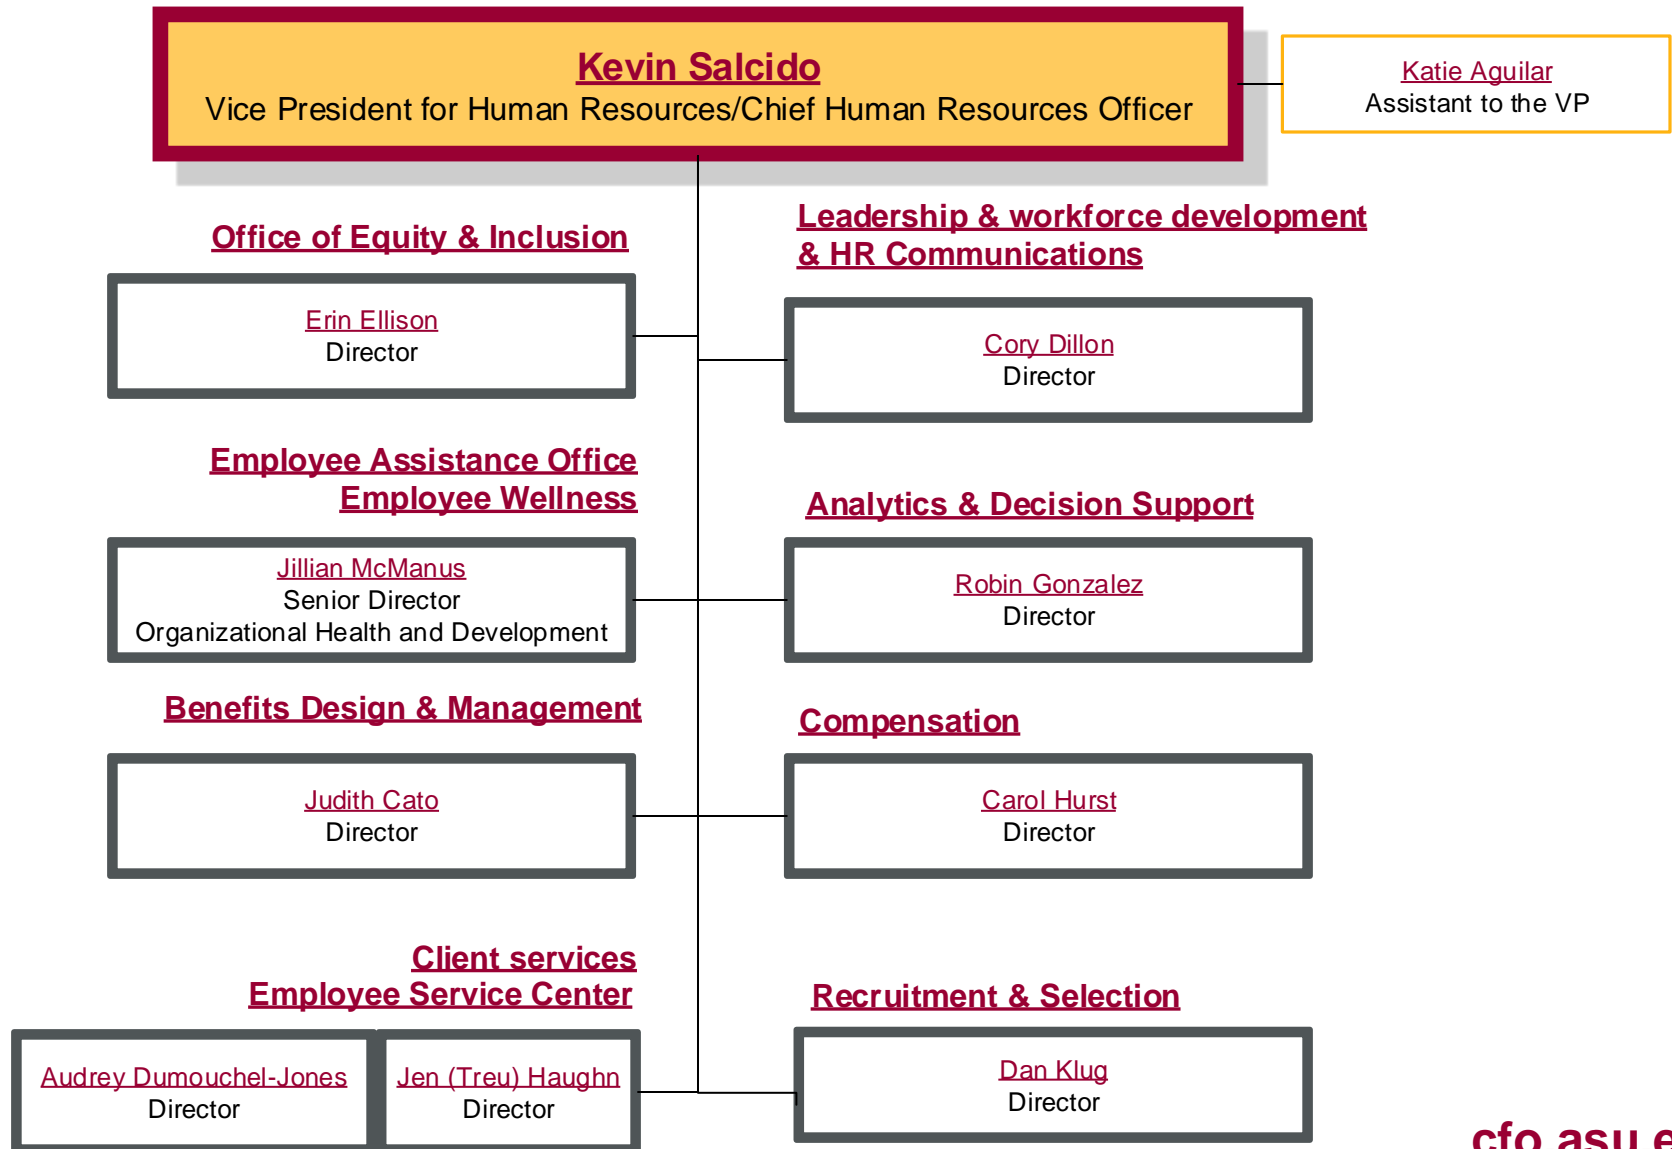 Kevin Salcido
Vice President for Human Resources/Chief Human Resources Officer
Katie Aguilar
Assistant to the VP
Office of Equity & Inclusion
Erin Ellison
Director
Leadership & workforce development
& HR Communications
Cory Dillon
Director
Employee Assistance Office
Employee Wellness
Jillian McManus
Senior Director
Organizational Health and Development
Analytics & Decision Support
Robin Gonzalez
Director
Benefits Design & Management
Judith Cato
Director
Compensation
Carol Hurst
Director
Client services
Employee Service Center
Audrey Dumouchel-Jones
Director
Jen (Treu) Haughn
Director
Recruitment & Selection
Dan Klug
Director
cfo.asu.e